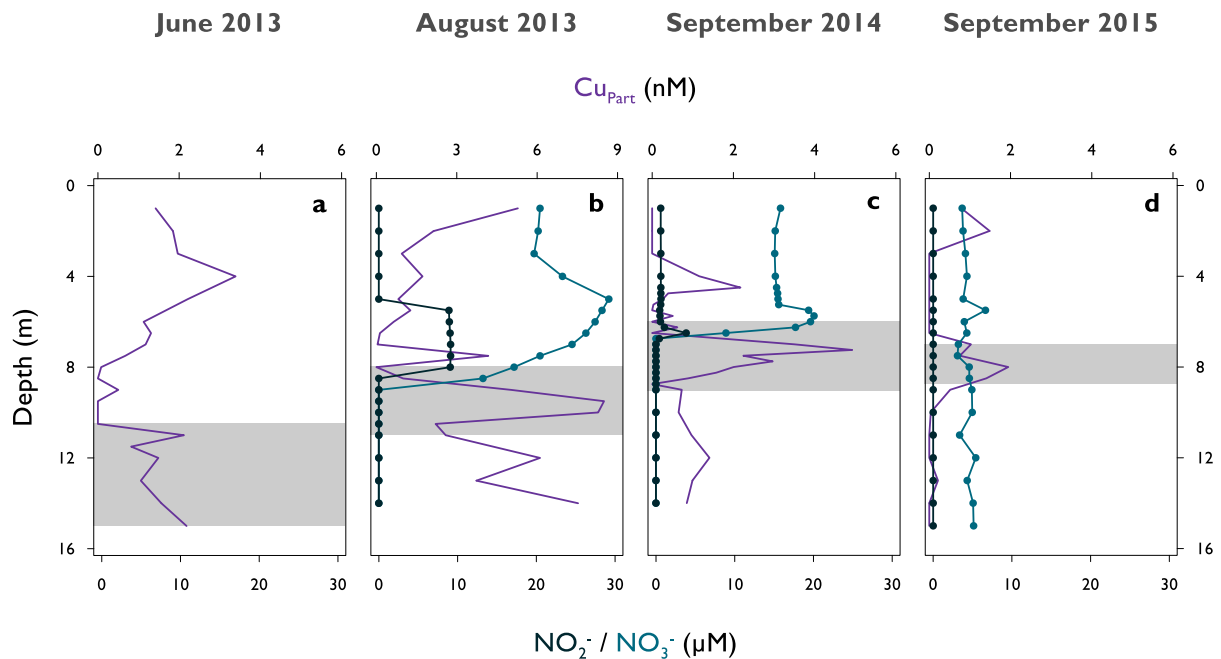 June 2013 August 2013 September 2014 September 2015
Cu_Part (nM)
0 2 4 6 0 3 6 9 0 2 4 6 0 2 4 6
0 a b c d 0
4 4
8 8
12 12
16 16
Depth (m)
0 10 20 30 0 10 20 30 0 10 20 30 0 10 20 30
NO₂⁻ / NO₃⁻ (μM)